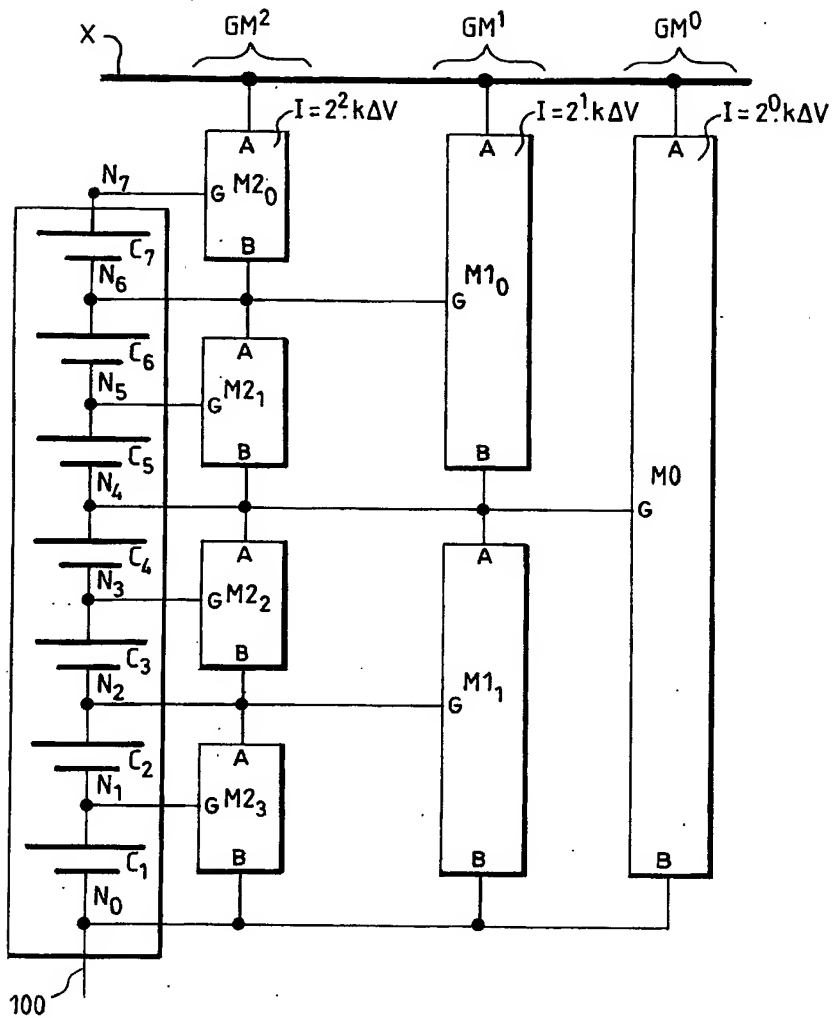 X GM² GM¹ GM⁰
I = 2².kΔV I = 2¹.kΔV I = 2⁰.kΔV
A A A
N₇ G M2₀
B
C₇
N₆ M1₀
G
A
C₆
N₅ G M2₁
B B
C₅
N₄ M0
G
A A
C₄
N₃ G M2₂
B
C₃
N₂ M1₁
G
A
C₂
N₁ G M2₃
B B B
C₁
N₀
100